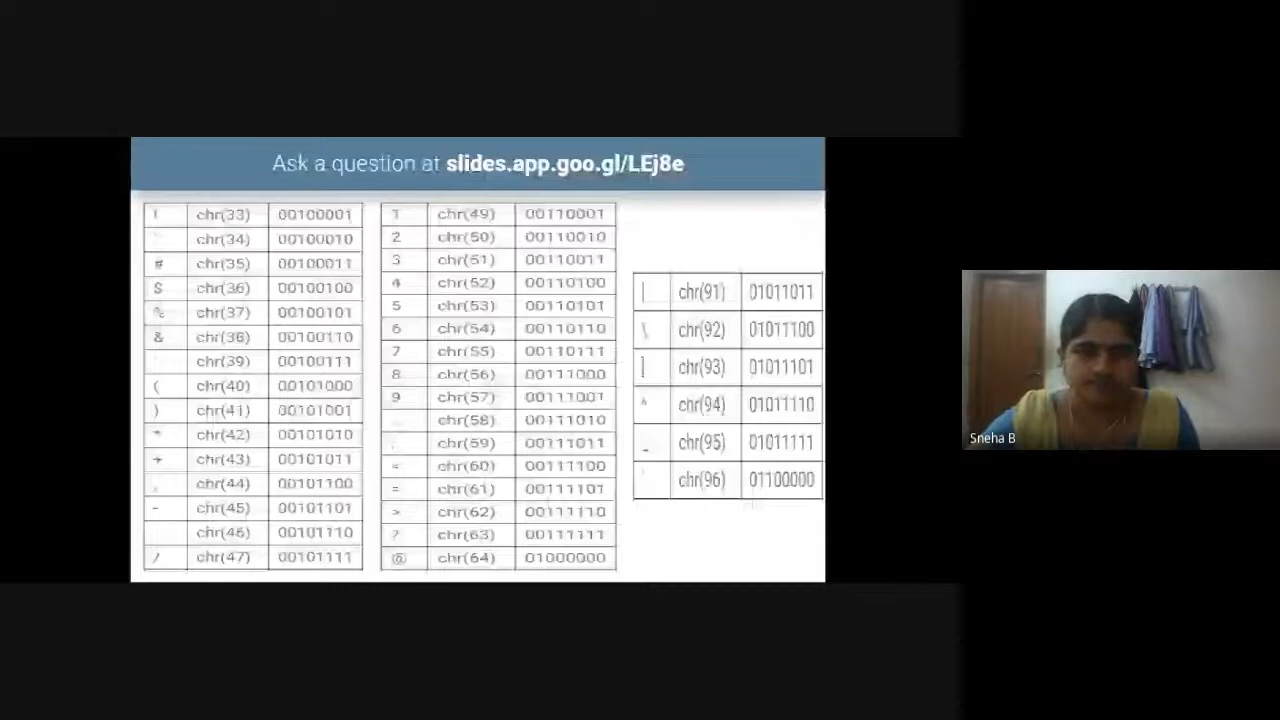 Ask a question at slides.app.goo.gl/LEj8e
! chr(33) 00100001
chr(34) 00100010
# chr(35) 00100011
$ chr(36) 00100100
% chr(37) 00100101
& chr(38) 00100110
chr(39) 00100111
( chr(40) 00101000
) chr(41) 00101001
* chr(42) 00101010
+ chr(43) 00101011
, chr(44) 00101100
- chr(45) 00101101
chr(46) 00101110
/ chr(47) 00101111
1 chr(49) 00110001
2 chr(50) 00110010
3 chr(51) 00110011
4 chr(52) 00110100
5 chr(53) 00110101
6 chr(54) 00110110
7 chr(55) 00110111
8 chr(56) 00111000
9 chr(57) 00111001
chr(58) 00111010
chr(59) 00111011
chr(60) 00111100
= chr(61) 00111101
> chr(62) 00111110
? chr(63) 00111111
@ chr(64) 01000000
chr(91) 01011011
\ chr(92) 01011100
] chr(93) 01011101
^ chr(94) 01011110
_ chr(95) 01011111
chr(96) 01100000
Sneha B